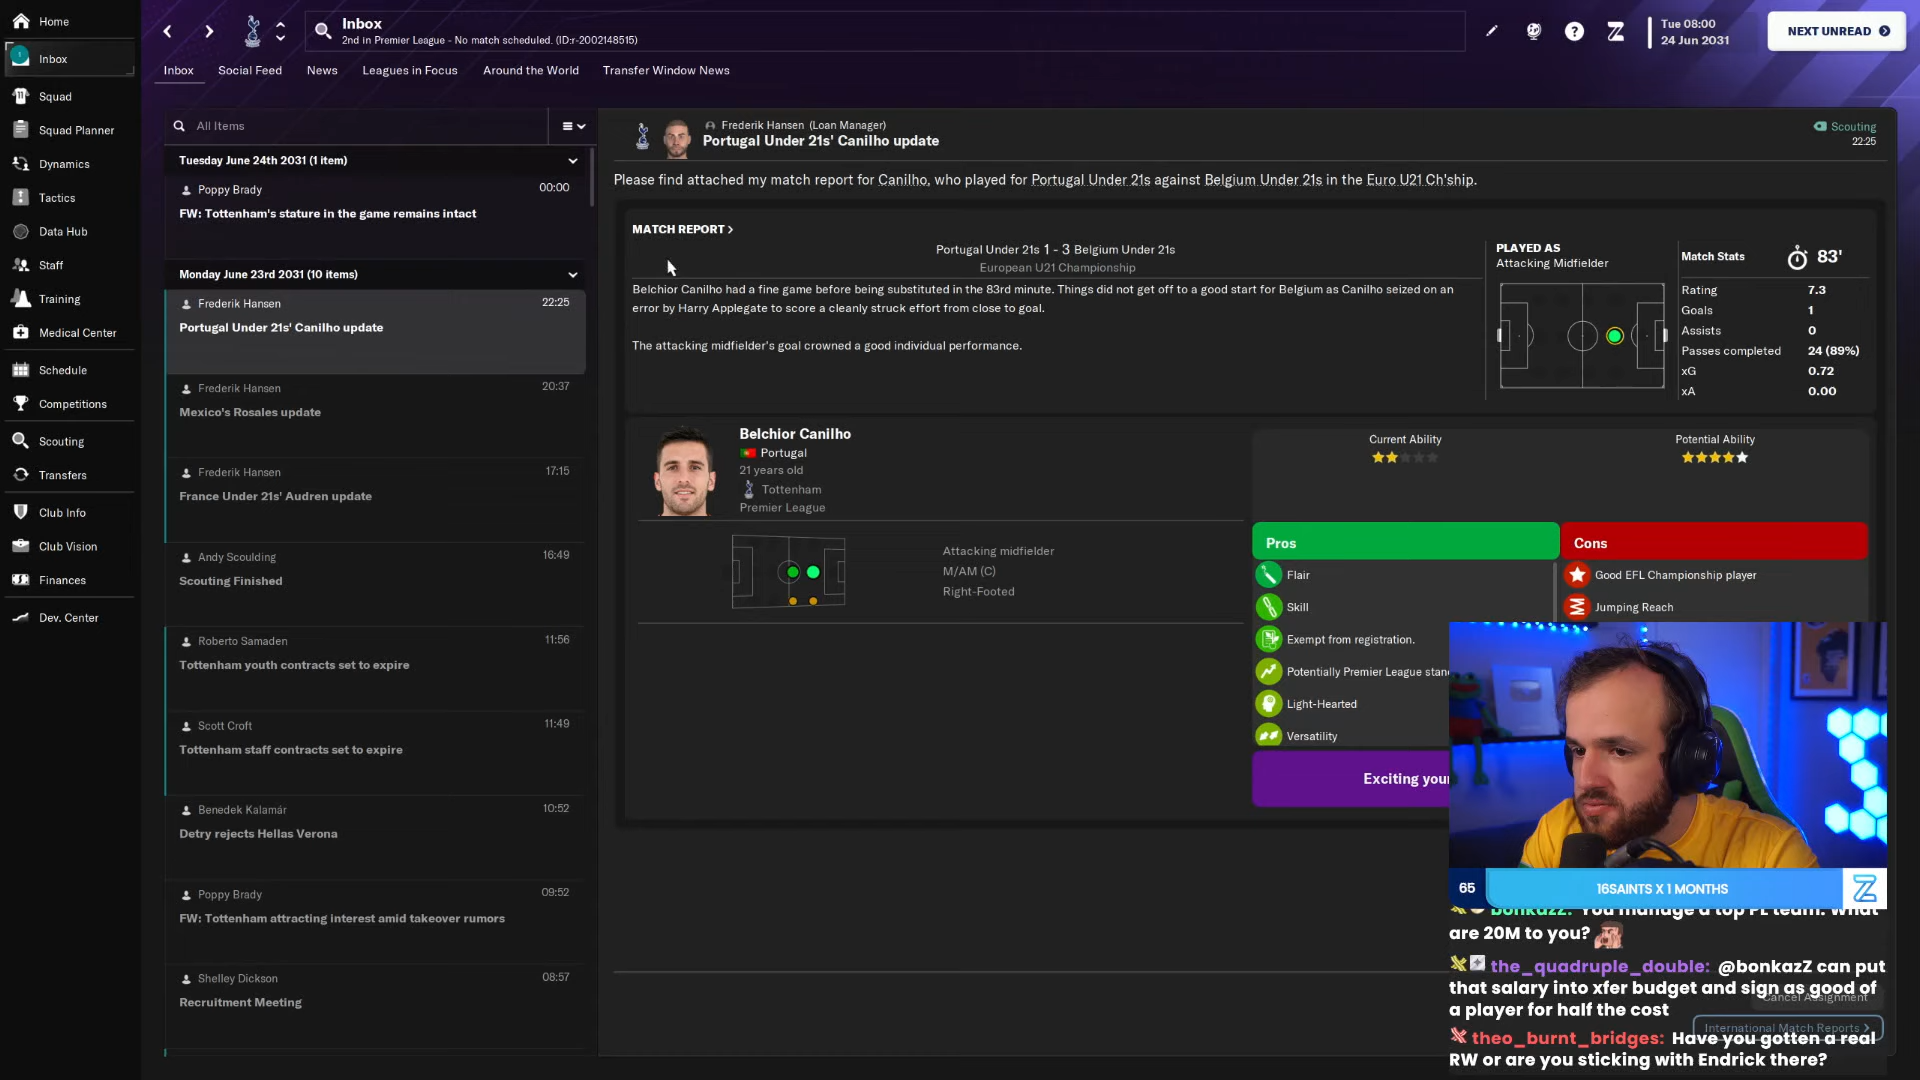 Home
Inbox
Squad
Squad Planner
Dynamics
Tactics
Data Hub
Staff
Training
Medical Center
Schedule
Competitions
Scouting
Transfers
Club Info
Club Vision
Finances
Dev. Center
Inbox
2nd in Premier League - No match scheduled. (ID:r-2002148515)
Tue 08:00
24 Jun 2031
NEXT UNREAD
Inbox
Social Feed
News
Leagues in Focus
Around the World
Transfer Window News
All Items
Tuesday June 24th 2031 (1 item)
Poppy Brady 00:00
FW: Tottenham's stature in the game remains intact
Monday June 23rd 2031 (10 items)
Frederik Hansen 22:25
Portugal Under 21s' Canilho update
Frederik Hansen 20:37
Mexico's Rosales update
Frederik Hansen 17:15
France Under 21s' Audren update
Andy Scoulding 16:49
Scouting Finished
Roberto Samaden 11:56
Tottenham youth contracts set to expire
Scott Croft 11:49
Tottenham staff contracts set to expire
Benedek Kalamár 10:52
Detry rejects Hellas Verona
Poppy Brady 09:52
FW: Tottenham attracting interest amid takeover rumors
Shelley Dickson 08:57
Recruitment Meeting
Frederik Hansen (Loan Manager)
Portugal Under 21s' Canilho update
Scouting
22:25
Please find attached my match report for Canilho, who played for Portugal Under 21s against Belgium Under 21s in the Euro U21 Ch'ship.
MATCH REPORT >
Portugal Under 21s 1 - 3 Belgium Under 21s
European U21 Championship
Belchior Canilho had a fine game before being substituted in the 83rd minute. Things did not get off to a good start for Belgium as Canilho seized on an
error by Harry Applegate to score a cleanly struck effort from close to goal.
The attacking midfielder's goal crowned a good individual performance.
PLAYED AS
Attacking Midfielder
Match Stats 83'
Rating 7.3
Goals 1
Assists 0
Passes completed 24 (89%)
xG 0.72
xA 0.00
Belchior Canilho
Portugal
21 years old
Tottenham
Premier League
Attacking midfielder
M/AM (C)
Right-Footed
Current Ability
Potential Ability
Pros
Flair
Skill
Exempt from registration.
Potentially Premier League stan
Light-Hearted
Versatility
Cons
Good EFL Championship player
Jumping Reach
Exciting your
65 16SAINTS X 1 MONTHS
bonkazZ: You manage a top PL team. What
are 20M to you?
the_quadruple_double: @bonkazZ can put
that salary into xfer budget and sign as good of
a player for half the cost
Cancel Assignment
International Match Reports >
theo_burnt_bridges: Have you gotten a real
RW or are you sticking with Endrick there?